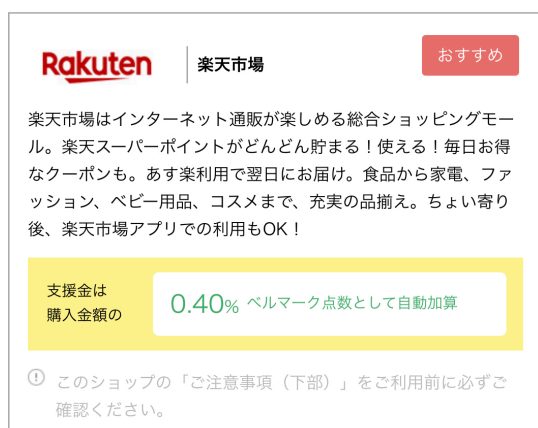 Rakuten 楽天市場 おすすめ
楽天市場はインターネット通販が楽しめる総合ショッピングモー
ル。楽天スーパーポイントがどんどん貯まる！使える！毎日お得
なクーポンも。あす楽利用で翌日にお届け。食品から家電、ファ
ッション、ベビー用品、コスメまで、充実の品揃え。ちょい寄り
後、楽天市場アプリでの利用もOK！
支援金は
購入金額の
0.40% ベルマーク点数として自動加算
このショップの「ご注意事項（下部）」をご利用前に必ずご
確認ください。